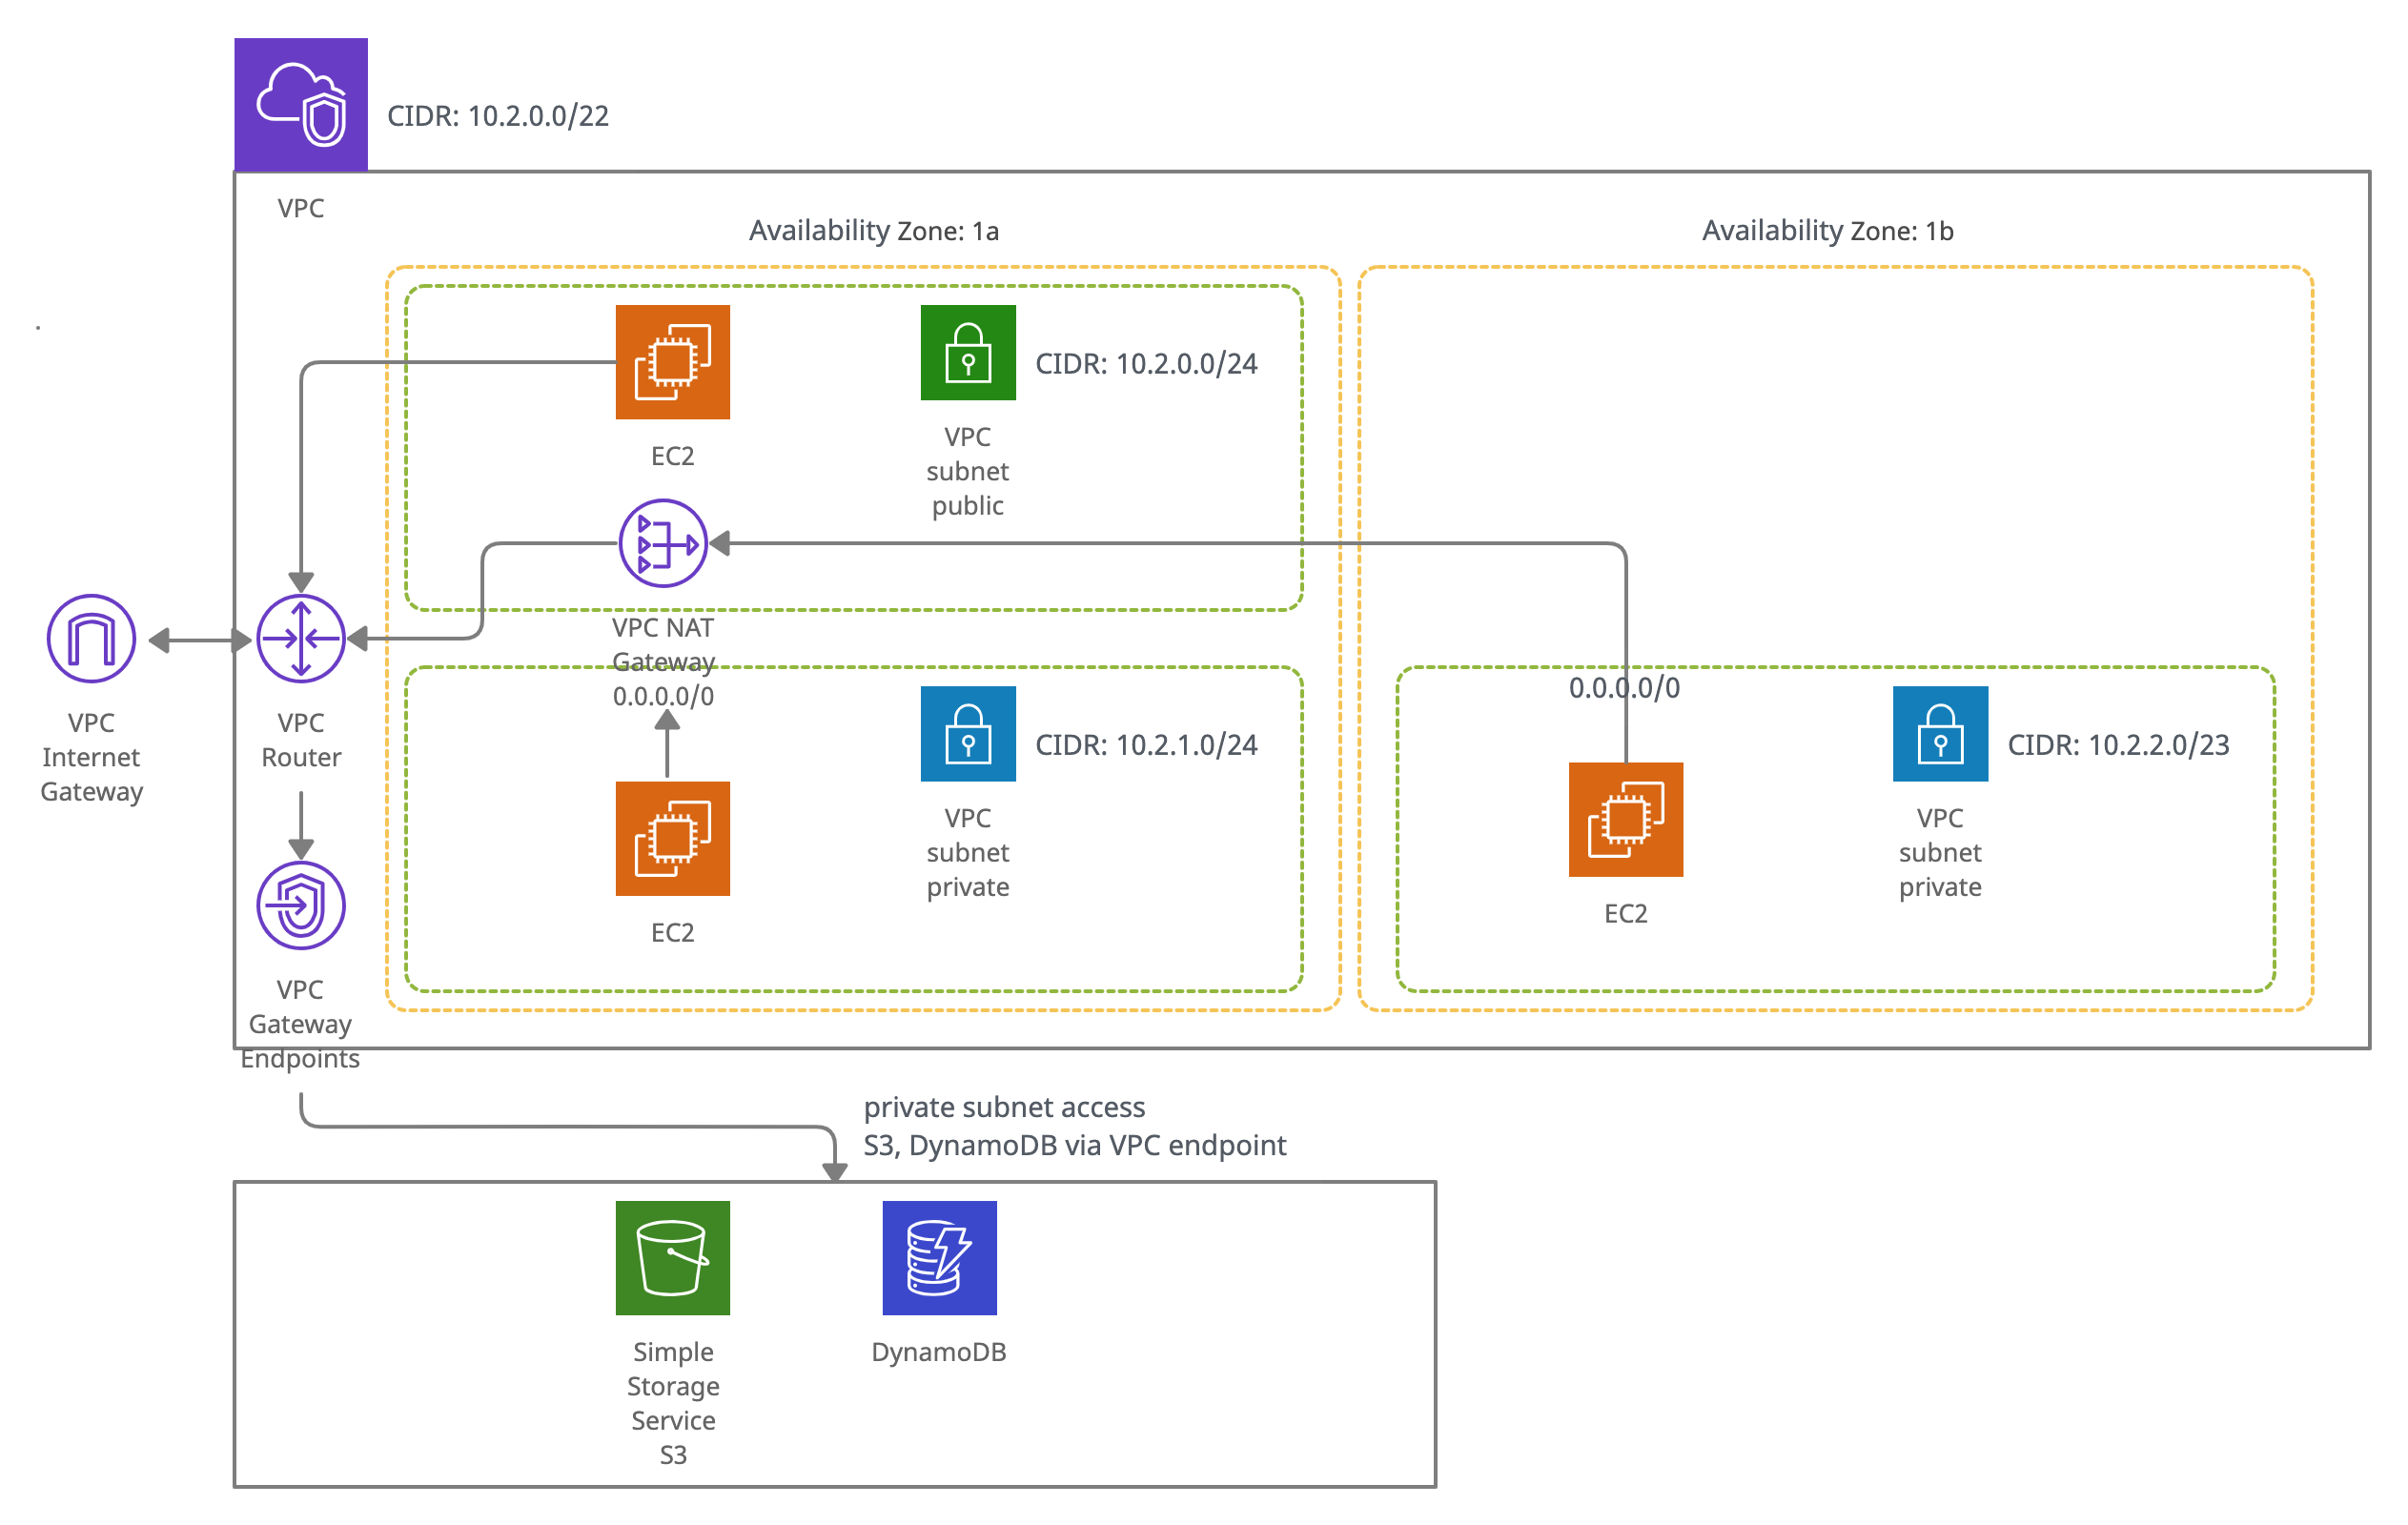 CIDR: 10.2.0.0/22
VPC
Availability Zone: 1a
Availability Zone: 1b
EC2
VPC
subnet
public
CIDR: 10.2.0.0/24
VPC NAT
Gateway
0.0.0.0/0
VPC
Internet
Gateway
VPC
Router
EC2
VPC
subnet
private
CIDR: 10.2.1.0/24
0.0.0.0/0
EC2
VPC
subnet
private
CIDR: 10.2.2.0/23
VPC
Gateway
Endpoints
private subnet access
S3, DynamoDB via VPC endpoint
Simple
Storage
Service
S3
DynamoDB